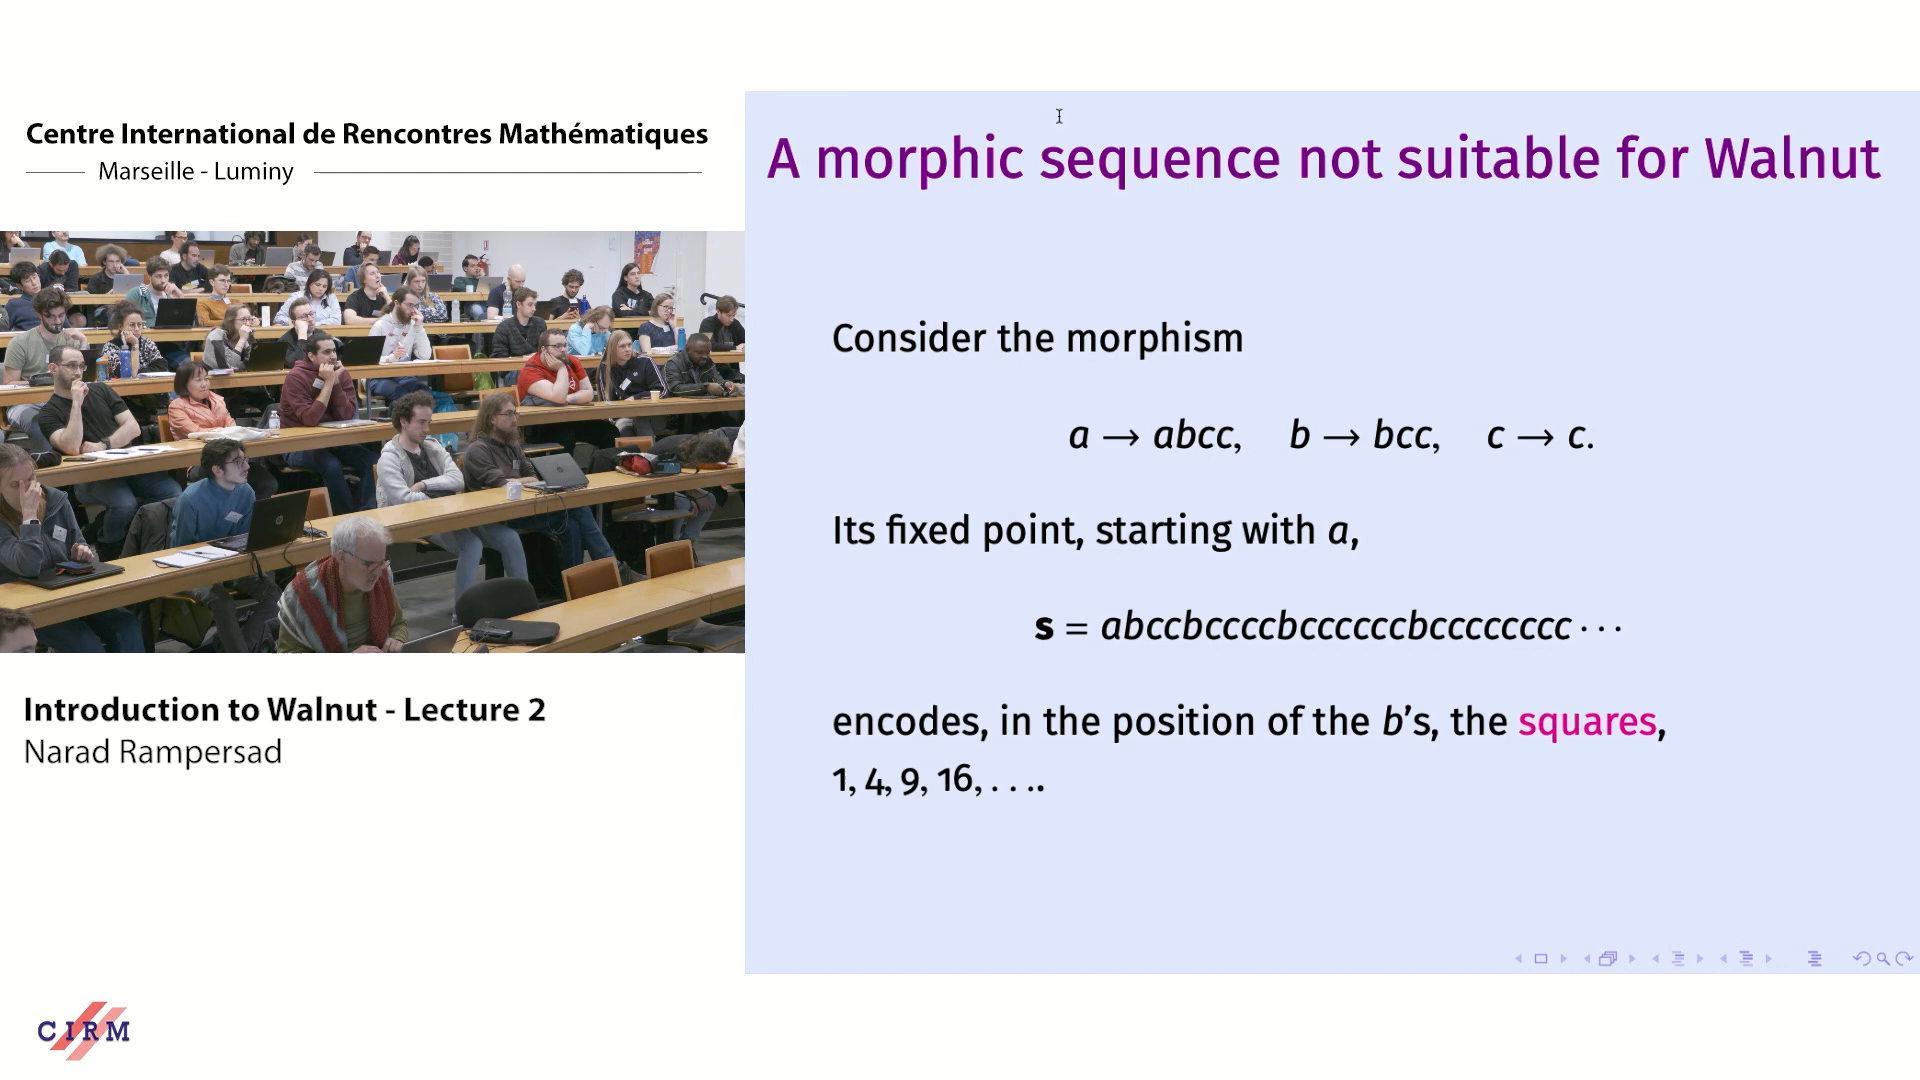 Centre International de Rencontres Mathématiques
Marseille - Luminy
Introduction to Walnut - Lecture 2
Narad Rampersad
CIRM
A morphic sequence not suitable for Walnut
Consider the morphism
a → abcc, b → bcc, c → c.
Its fixed point, starting with a,
s = abccbccccbccccccbcccccccc · · ·
encodes, in the position of the b's, the squares,
1, 4, 9, 16, . . ..